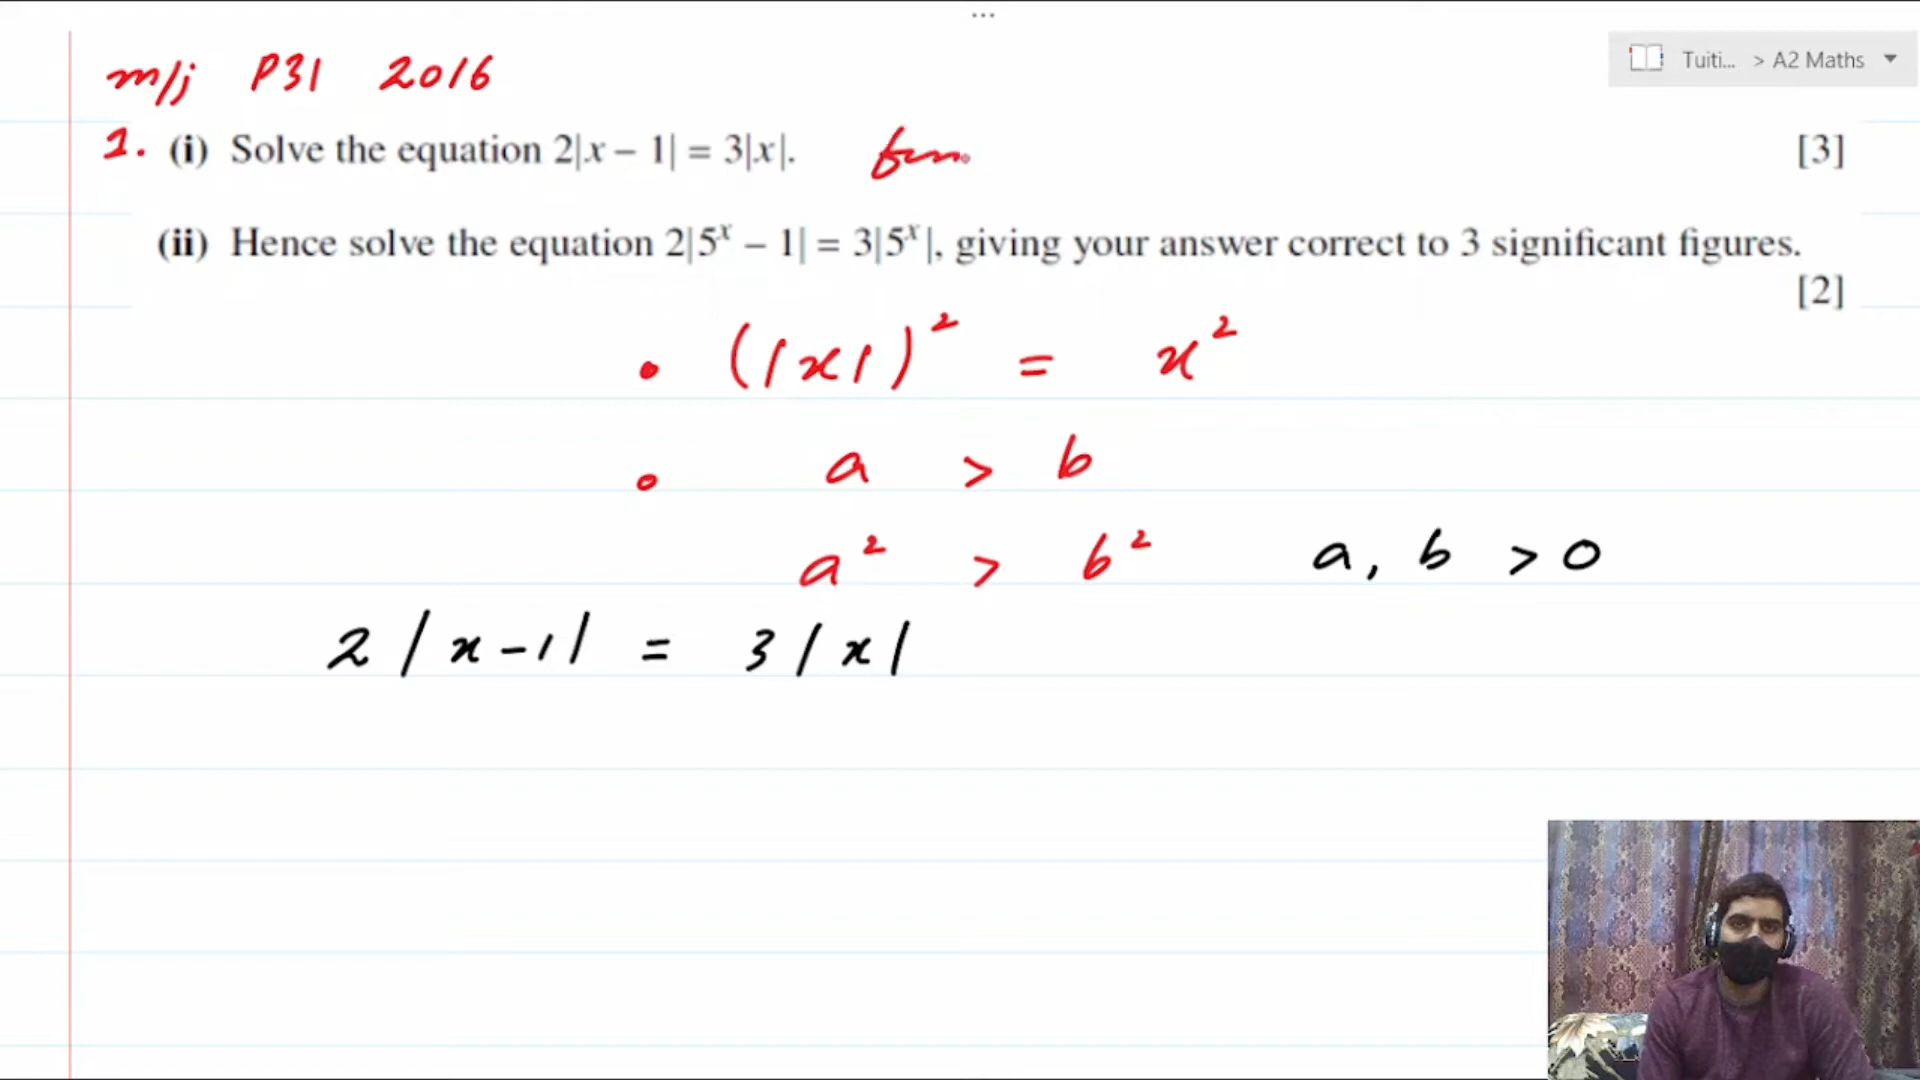 ...
Tuiti... > A2 Maths
m/j P31 2016
1. (i) Solve the equation 2|x − 1| = 3|x|. [3]
(ii) Hence solve the equation 2|5ˣ − 1| = 3|5ˣ|, giving your answer correct to 3 significant figures.
[2]
• (|x|)² = x²
• a > b
a² > b² a, b > 0
2|x-1| = 3|x|